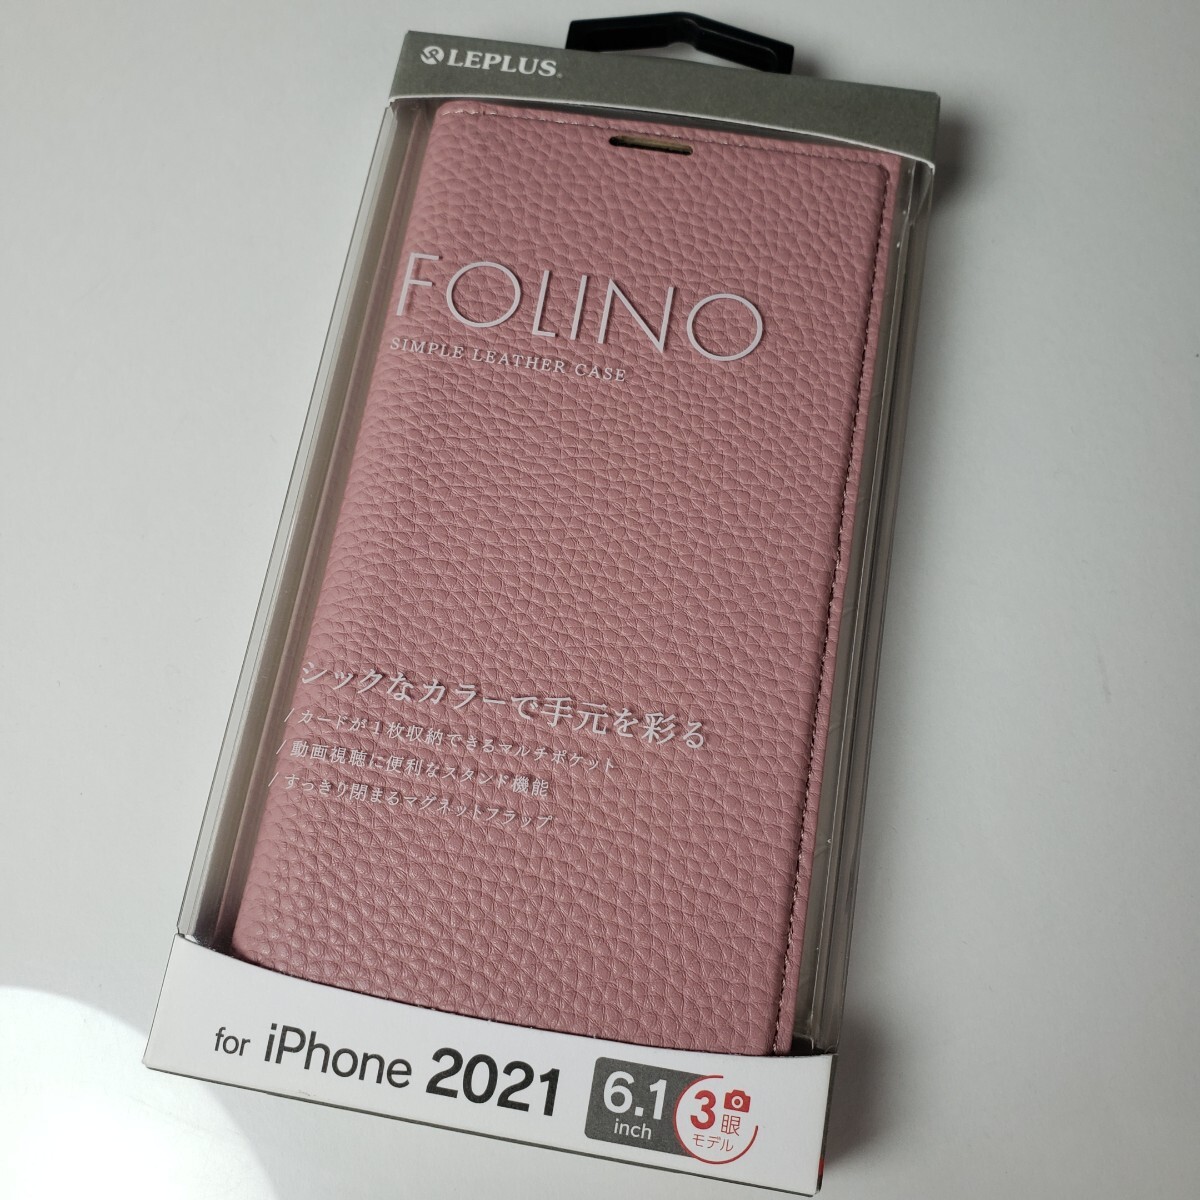 LEPLUS®
FOLINO
SIMPLE LEATHER CASE
シックなカラーで手元を彩る
/ カードが1枚収納できるマルチポケット
/ 動画視聴に便利なスタンド機能
/ すっきり閉まるマグネットフラップ
for iPhone 2021
6.1
inch
3眼
モデル